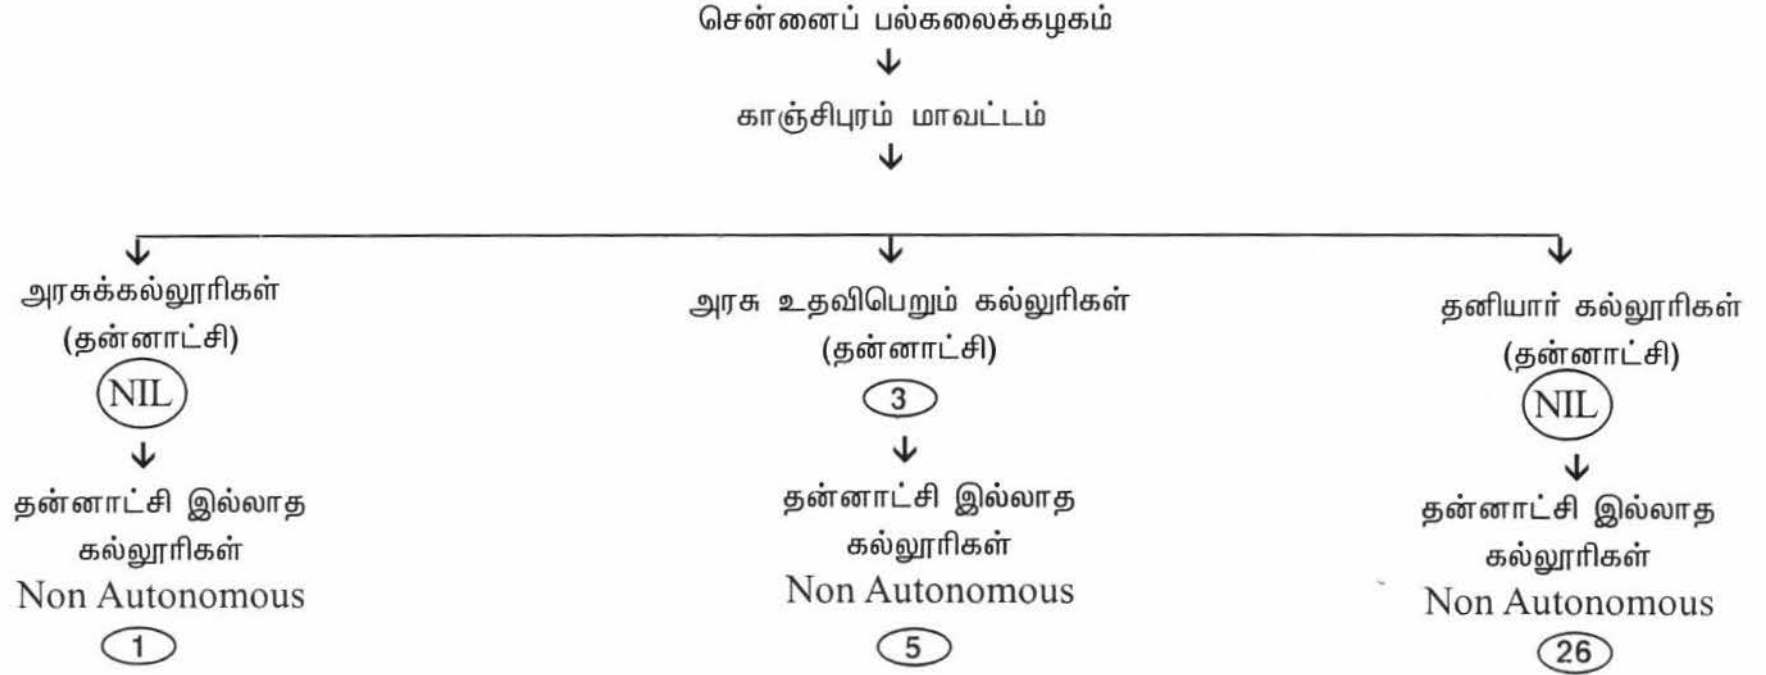 சென்னைப் பல்கலைக்கழகம்
காஞ்சிபுரம் மாவட்டம்
அரசுக்கல்லூரிகள்
(தன்னாட்சி)
NIL
தன்னாட்சி இல்லாத
கல்லூரிகள்
Non Autonomous
1
அரசு உதவிபெறும் கல்லுரிகள்
(தன்னாட்சி)
3
தன்னாட்சி இல்லாத
கல்லூரிகள்
Non Autonomous
5
தனியார் கல்லூரிகள்
(தன்னாட்சி)
NIL
தன்னாட்சி இல்லாத
கல்லூரிகள்
Non Autonomous
26